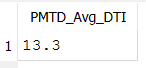 PMTD_Avg_DTI
1 13.3